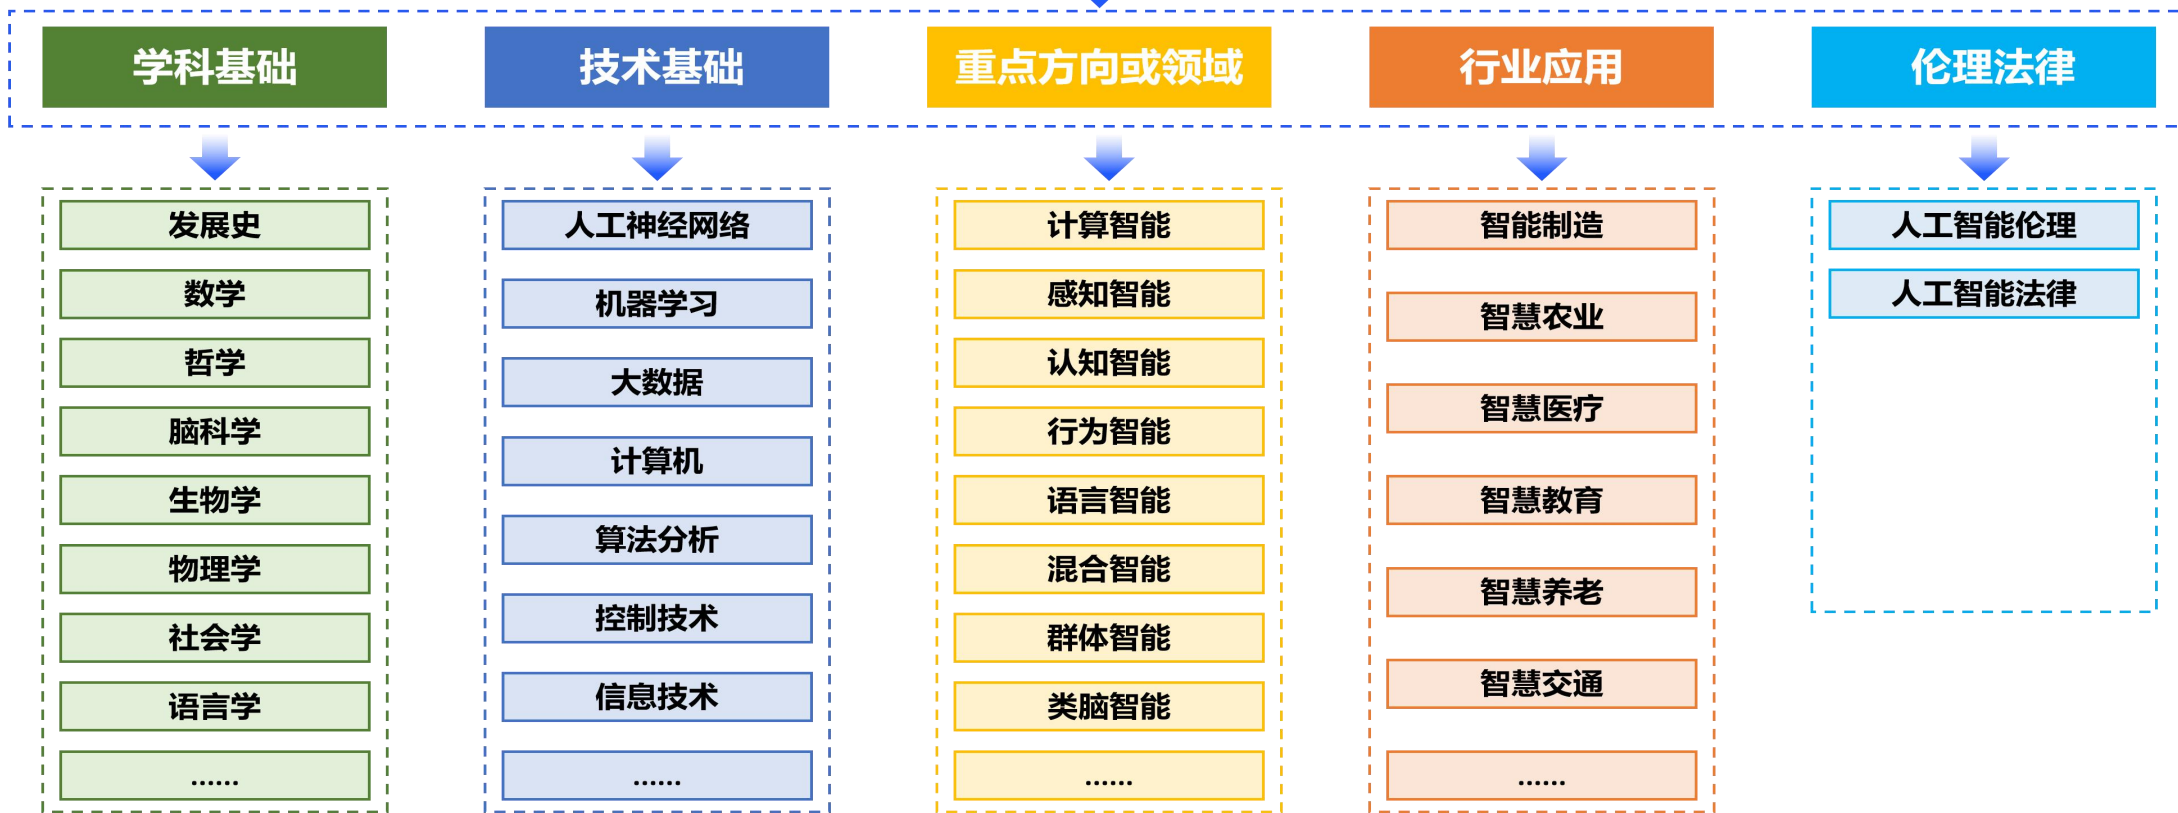 学科基础
技术基础
重点方向或领域
行业应用
伦理法律
发展史
数学
哲学
脑科学
生物学
物理学
社会学
语言学
......
人工神经网络
机器学习
大数据
计算机
算法分析
控制技术
信息技术
......
计算智能
感知智能
认知智能
行为智能
语言智能
混合智能
群体智能
类脑智能
......
智能制造
智慧农业
智慧医疗
智慧教育
智慧养老
智慧交通
......
人工智能伦理
人工智能法律